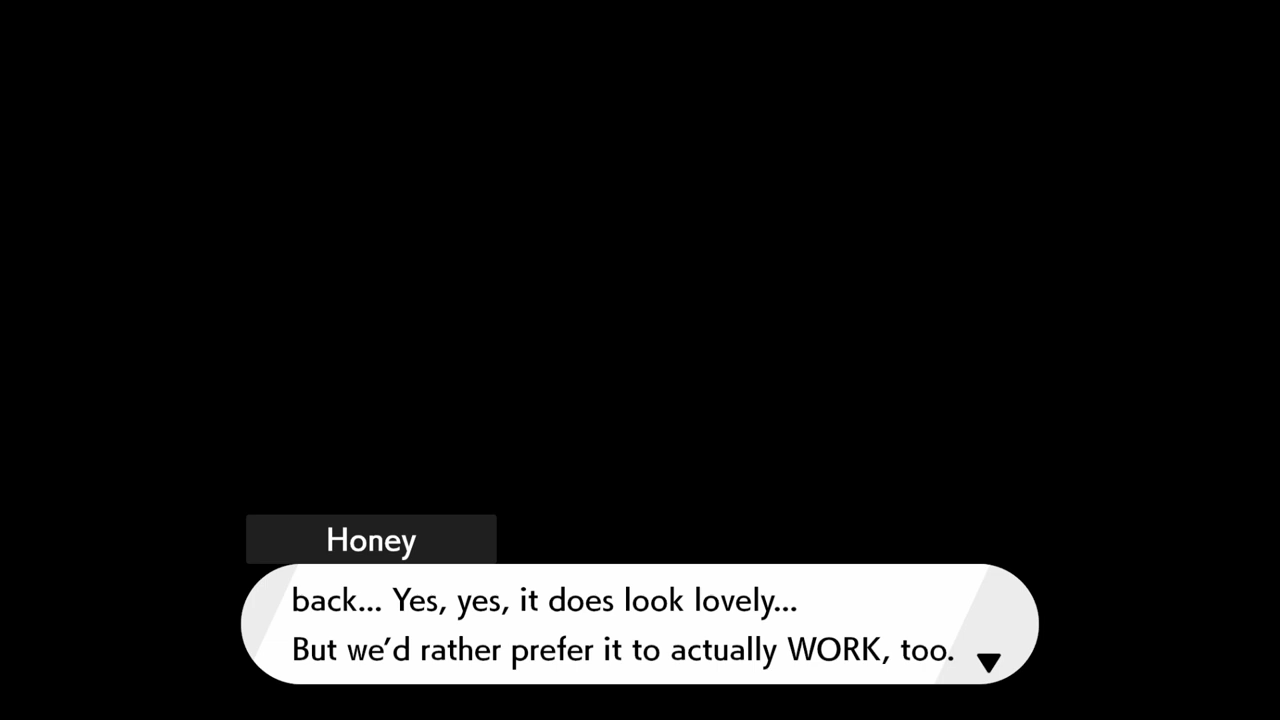 Honey
back... Yes, yes, it does look lovely...
But we'd rather prefer it to actually WORK, too.